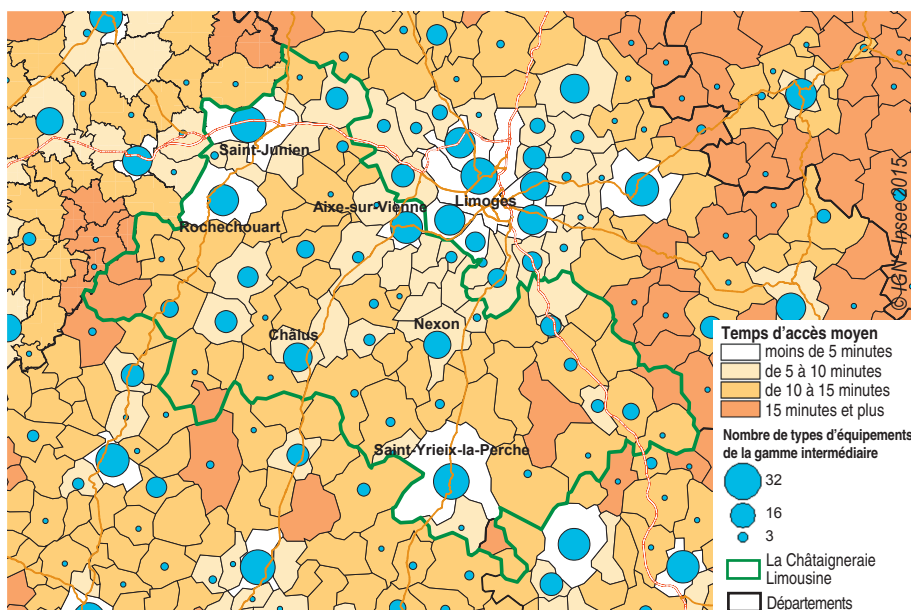 Saint-Junien
Rochechouart
Aixe-sur-Vienne
Limoges
Châlus
Nexon
Saint-Yrieix-la-Perche
© IGN - Insee 2015
Temps d'accès moyen
moins de 5 minutes
de 5 à 10 minutes
de 10 à 15 minutes
15 minutes et plus
Nombre de types d'équipements
de la gamme intermédiaire
32
16
3
La Châtaigneraie
Limousine
Départements